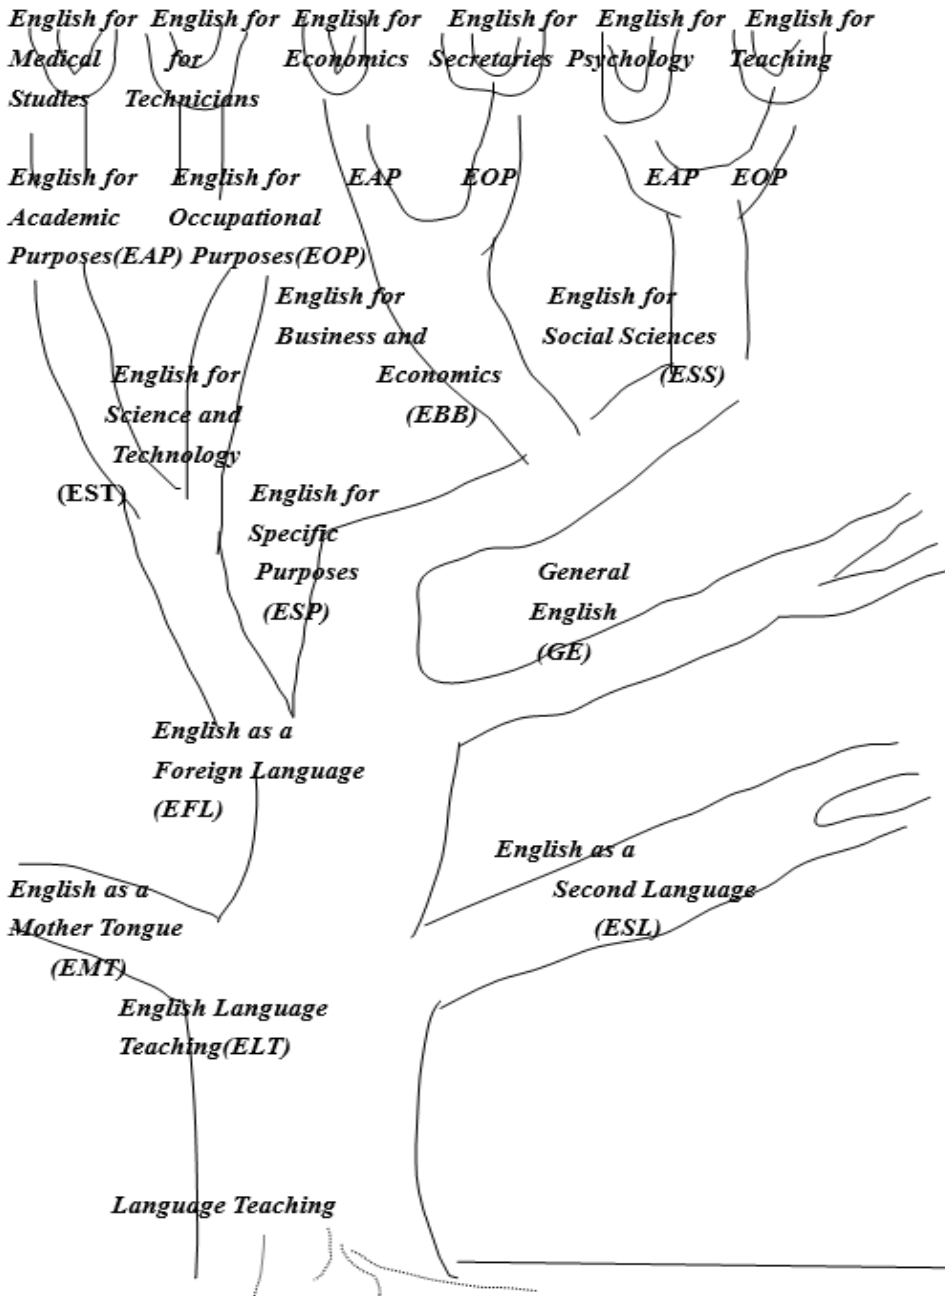 English for English for English for English for English for English for
Medical for Economics Secretaries Psychology Teaching
Studies Technicians
English for English for EAP EOP EAP EOP
Academic Occupational
Purposes(EAP) Purposes(EOP)
English for English for
Business and Social Sciences
English for Economics (ESS)
Science and (EBB)
Technology
(EST) English for
Specific
Purposes General
(ESP) English
(GE)
English as a
Foreign Language
(EFL)
English as a
English as a Second Language
Mother Tongue (ESL)
(EMT)
English Language
Teaching(ELT)
Language Teaching